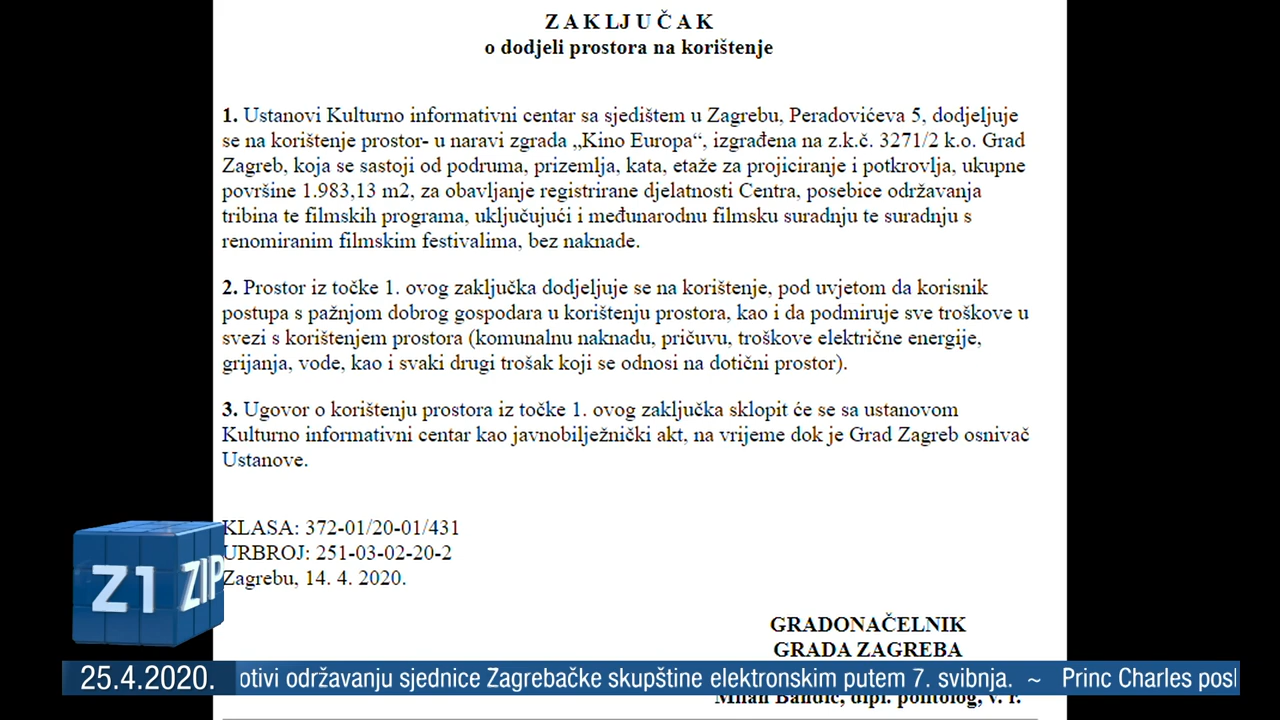 Z A K LJ U Č A K
o dodjeli prostora na korištenje
1. Ustanovi Kulturno informativni centar sa sjedištem u Zagrebu, Peradovićeva 5, dodjeljuje
se na korištenje prostor- u naravi zgrada „Kino Europa“, izgrađena na z.k.č. 3271/2 k.o. Grad
Zagreb, koja se sastoji od podruma, prizemlja, kata, etaže za projiciranje i potkrovlja, ukupne
površine 1.983,13 m2, za obavljanje registrirane djelatnosti Centra, posebice održavanja
tribina te filmskih programa, uključujući i međunarodnu filmsku suradnju te suradnju s
renomiranim filmskim festivalima, bez naknade.
2. Prostor iz točke 1. ovog zaključka dodjeljuje se na korištenje, pod uvjetom da korisnik
postupa s pažnjom dobrog gospodara u korištenju prostora, kao i da podmiruje sve troškove u
svezi s korištenjem prostora (komunalnu naknadu, pričuvu, troškove električne energije,
grijanja, vode, kao i svaki drugi trošak koji se odnosi na dotični prostor).
3. Ugovor o korištenju prostora iz točke 1. ovog zaključka sklopit će se sa ustanovom
Kulturno informativni centar kao javnobilježnički akt, na vrijeme dok je Grad Zagreb osnivač
Ustanove.
KLASA: 372-01/20-01/431
URBROJ: 251-03-02-20-2
Zagrebu, 14. 4. 2020.
Z1 ZIP
GRADONAČELNIK
GRADA ZAGREBA
25.4.2020. otivi održavanju sjednice Zagrebačke skupštine elektronskim putem 7. svibnja. ~ Princ Charles posl
Milan Bandić, dipl. politolog, v. r.